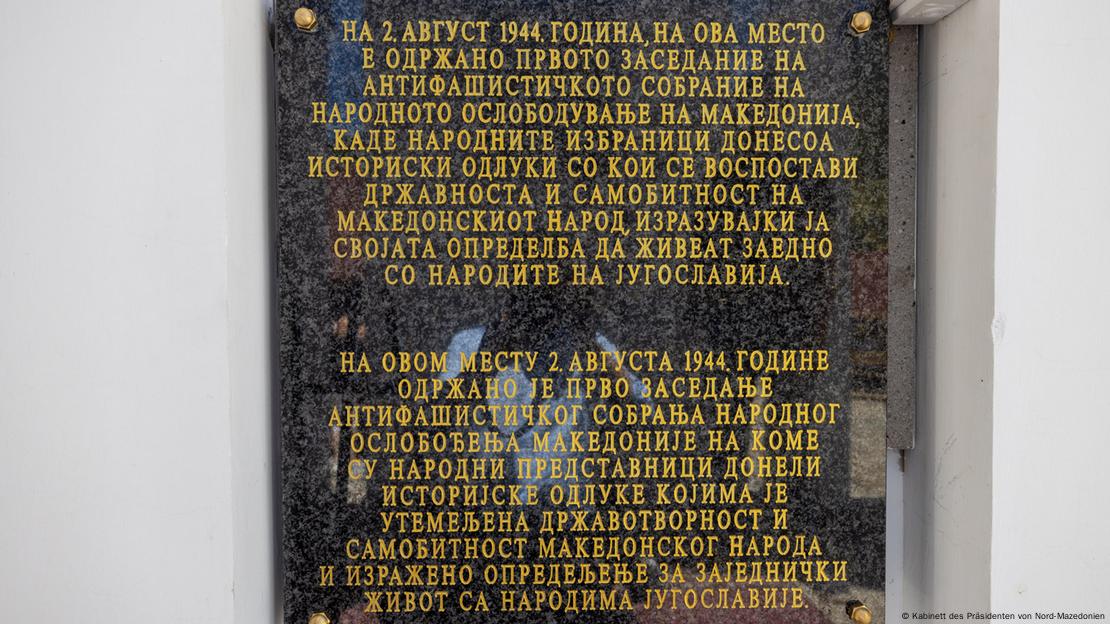 НА 2. АВГУСТ 1944. ГОДИНА, НА ОВА МЕСТО
Е ОДРЖАНО ПРВОТО ЗАСЕДАНИЕ НА
АНТИФАШИСТИЧКОТО СОБРАНИЕ НА
НАРОДНОТО ОСЛОБОДУВАЊЕ НА МАКЕДОНИЈА,
КАДЕ НАРОДНИТЕ ИЗБРАНИЦИ ДОНЕСОА
ИСТОРИСКИ ОДЛУКИ СО КОИ СЕ ВОСПОСТАВИ
ДРЖАВНОСТА И САМОБИТНОСТ НА
МАКЕДОНСКИОТ НАРОД, ИЗРАЗУВАЈКИ ЈА
СВОЈАТА ОПРЕДЕЛБА ДА ЖИВЕАТ ЗАЕДНО
СО НАРОДИТЕ НА ЈУГОСЛАВИЈА.
НА ОВОМ МЕСТУ 2. АВГУСТА 1944. ГОДИНЕ
ОДРЖАНО ЈЕ ПРВО ЗАСЕДАЊЕ
АНТИФАШИСТИЧКОГ СОБРАЊА НАРОДНОГ
ОСЛОБОЂЕЊА МАКЕДОНИЈЕ НА КОМЕ
СУ НАРОДНИ ПРЕДСТАВНИЦИ ДОНЕЛИ
ИСТОРИЈСКЕ ОДЛУКЕ КОЈИМА ЈЕ
УТЕМЕЉЕНА ДРЖАВОТВОРНОСТ И
САМОБИТНОСТ МАКЕДОНСКОГ НАРОДА
И ИЗРАЖЕНО ОПРЕДЕЉЕЊЕ ЗА ЗАЈЕДНИЧКИ
ЖИВОТ СА НАРОДИМА ЈУГОСЛАВИЈЕ.
© Kabinett des Präsidenten von Nord-Mazedonien